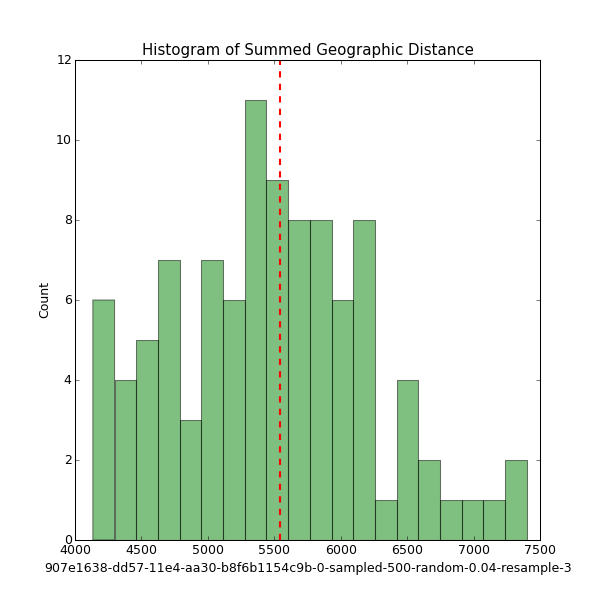 Histogram of Summed Geographic Distance
12
10
8
6
4
2
0
Count
4000 4500 5000 5500 6000 6500 7000 7500
907e1638-dd57-11e4-aa30-b8f6b1154c9b-0-sampled-500-random-0.04-resample-3